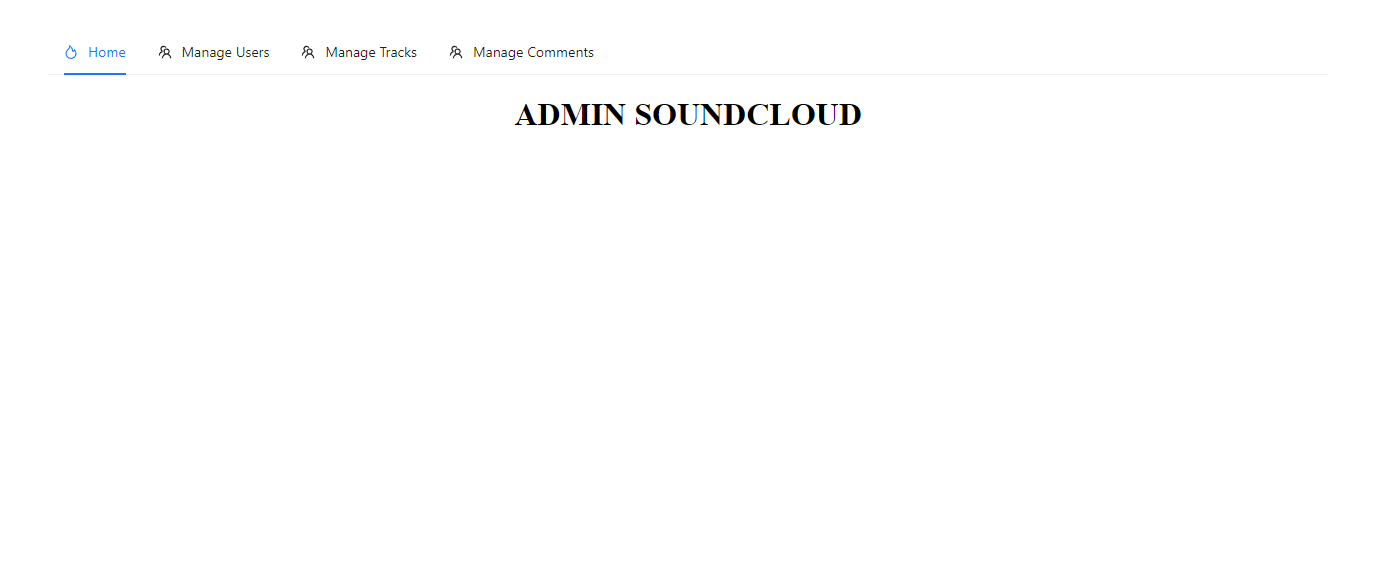 Home Manage Users Manage Tracks Manage Comments
ADMIN SOUNDCLOUD